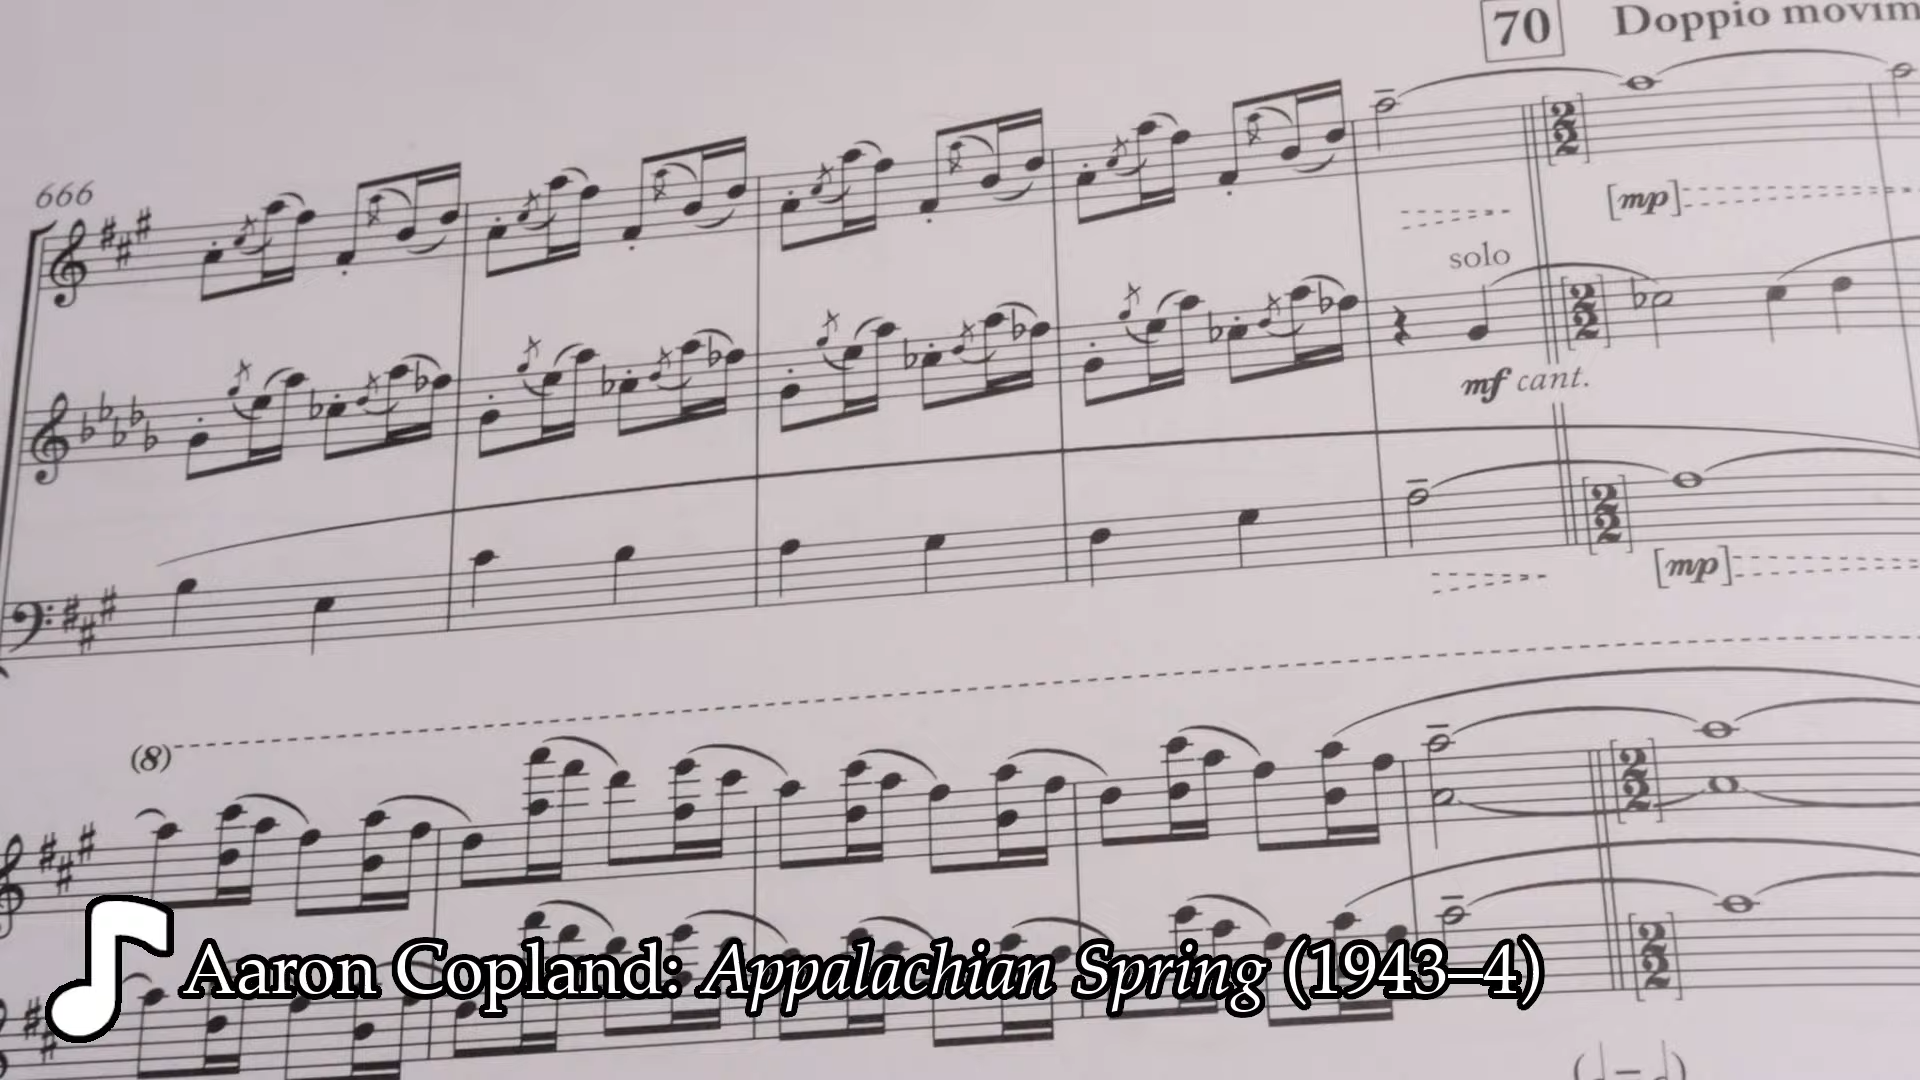 70 Doppio movim
666
[mp]
solo
mf cant.
[mp]
(8)
Aaron Copland: Appalachian Spring (1943–4)